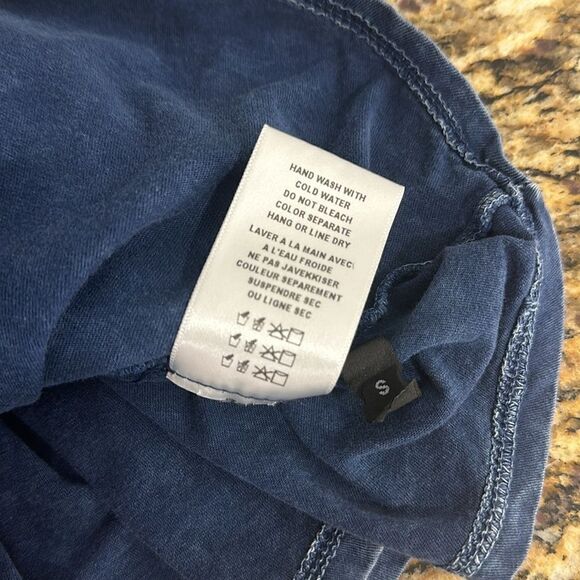 HAND WASH WITH
COLD WATER
DO NOT BLEACH
COLOR SEPARATE
HANG OR LINE DRY
LAVER A LA MAIN AVEC
A L'EAU FROIDE
NE PAS JAVEKKISER
COULEUR SEPAREMENT
SUSPENDRE SEC
OU LIGNE SEC
S